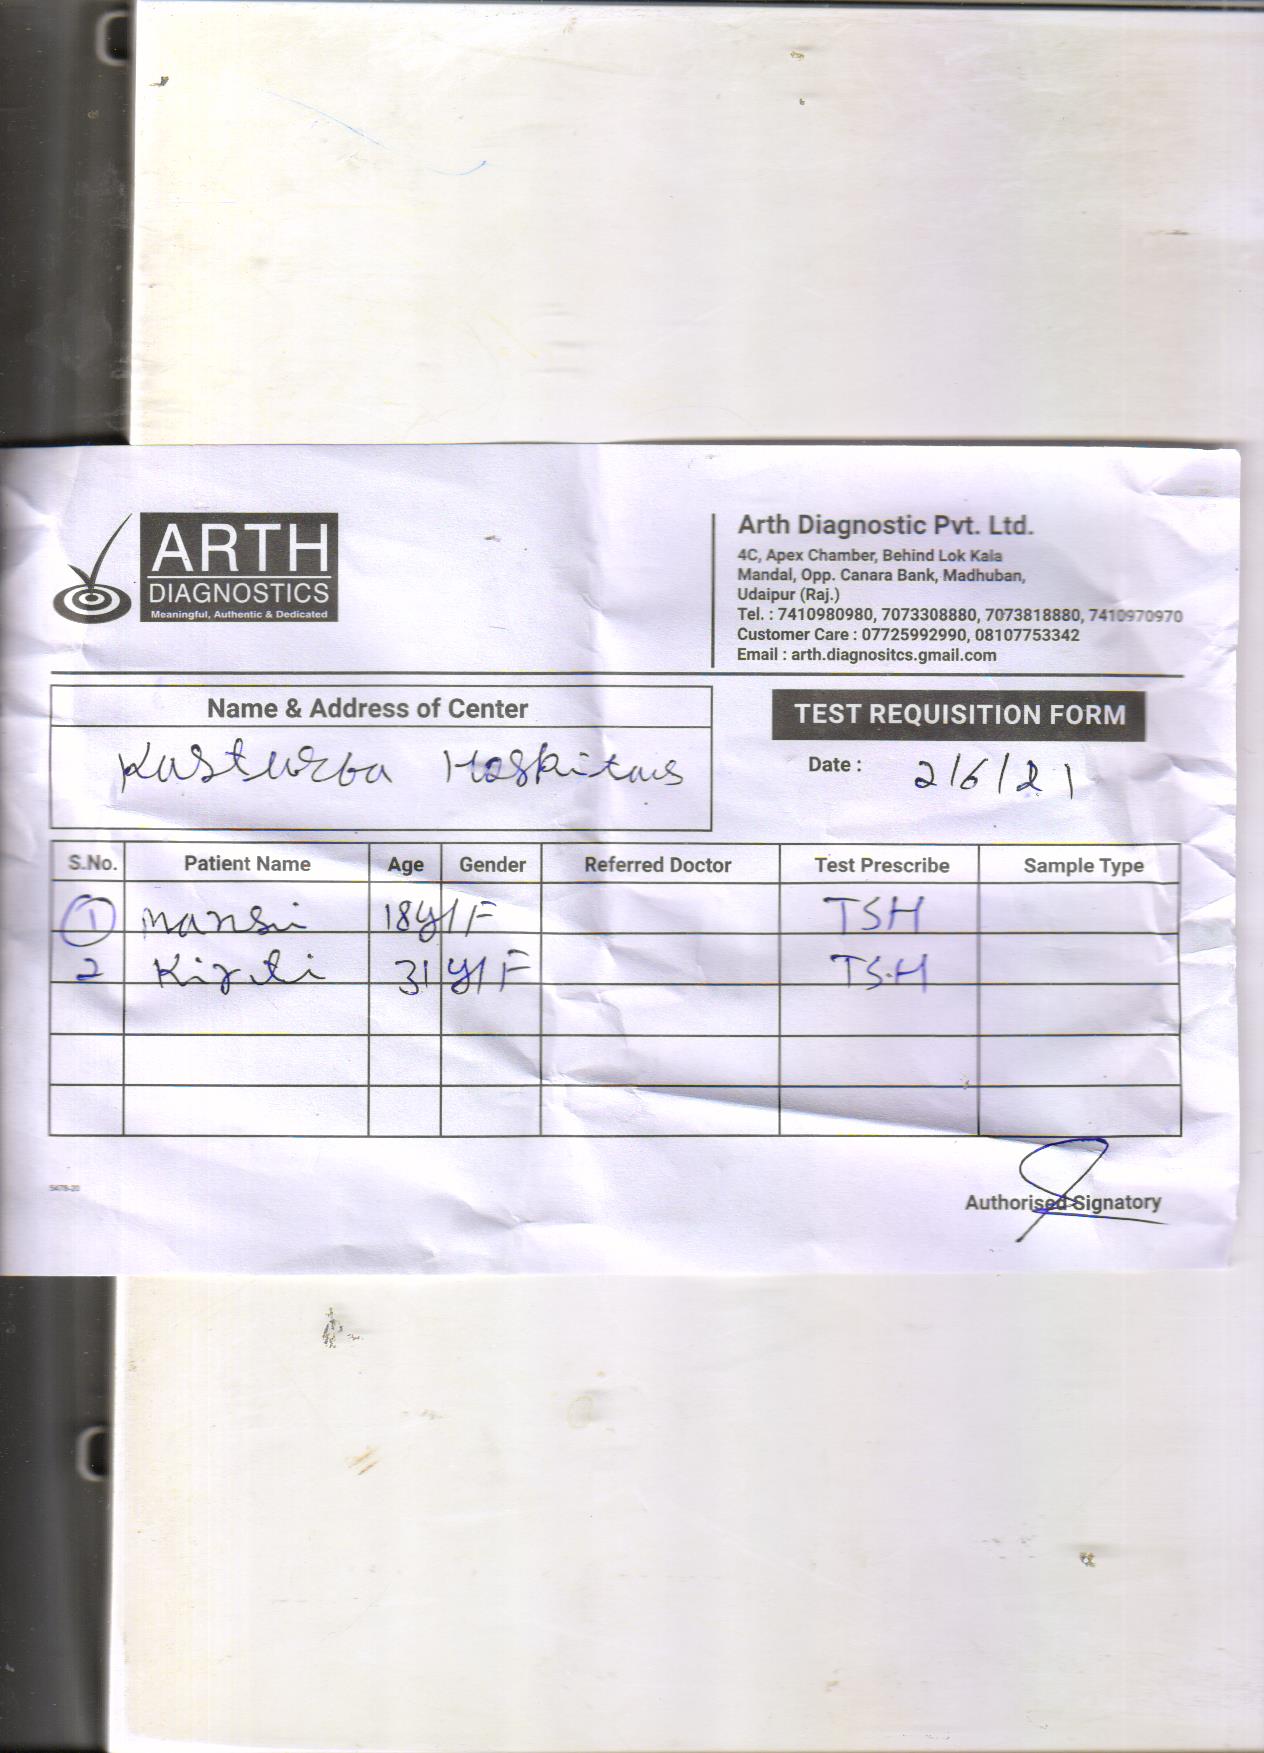 ARTH
DIAGNOSTICS
Meaningful, Authentic & Dedicated
Arth Diagnostic Pvt. Ltd.
4C, Apex Chamber, Behind Lok Kala
Mandal, Opp. Canara Bank, Madhuban,
Udaipur (Raj.)
Tel. : 7410980980, 7073308880, 7073818880, 7410970970
Customer Care : 07725992990, 08107753342
Email : arth.diagnositcs.gmail.com
Name & Address of Center
Kasturba Hospitals
TEST REQUISITION FORM
Date : 2/6/21
S.No. Patient Name Age Gender Referred Doctor Test Prescribe Sample Type
1 Mansi 18Y/F TSH
2 Kirti 31Y/F TSH
5478-20
Authorised Signatory